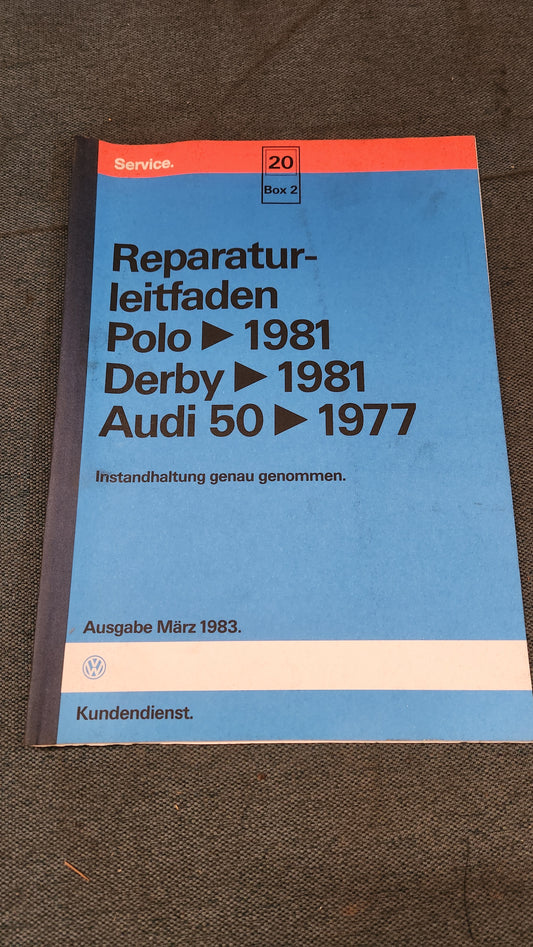 Service.
20
Box 2
Reparatur-
leitfaden
Polo ► 1981
Derby ► 1981
Audi 50 ► 1977
Instandhaltung genau genommen.
Ausgabe März 1983.
VW
Kundendienst.